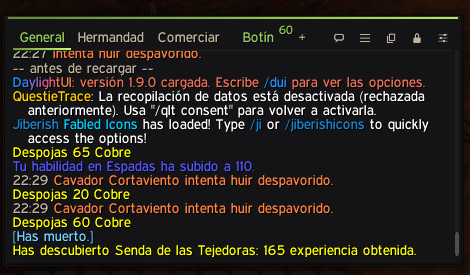 General Hermandad Comerciar Botín 60 +
22:27 intenta huir despavorido.
-- antes de recargar --
DaylightUI: versión 1.9.0 cargada. Escribe /dui para ver las opciones.
QuestieTrace: La recopilación de datos está desactivada (rechazada
anteriormente). Usa "/qlt consent" para volver a activarla.
Jiberish Fabled Icons has loaded! Type /ji or /jiberishicons to quickly
access the options!
Despojas 65 Cobre
Tu habilidad en Espadas ha subido a 110.
22:29 Cavador Cortaviento intenta huir despavorido.
Despojas 20 Cobre
22:29 Cavador Cortaviento intenta huir despavorido.
Despojas 60 Cobre
[Has muerto.]
Has descubierto Senda de las Tejedoras: 165 experiencia obtenida.